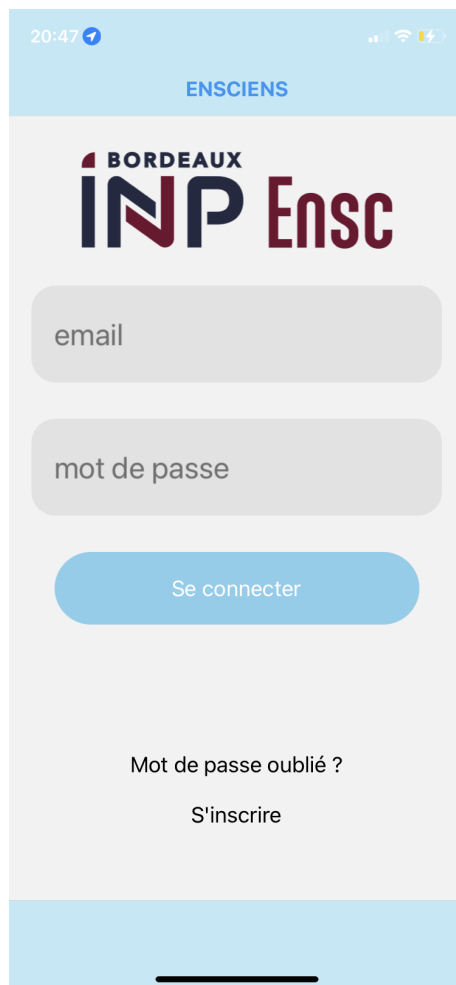 20:47
ENSCIENS
BORDEAUX
INP Ensc
email
mot de passe
Se connecter
Mot de passe oublié ?
S'inscrire